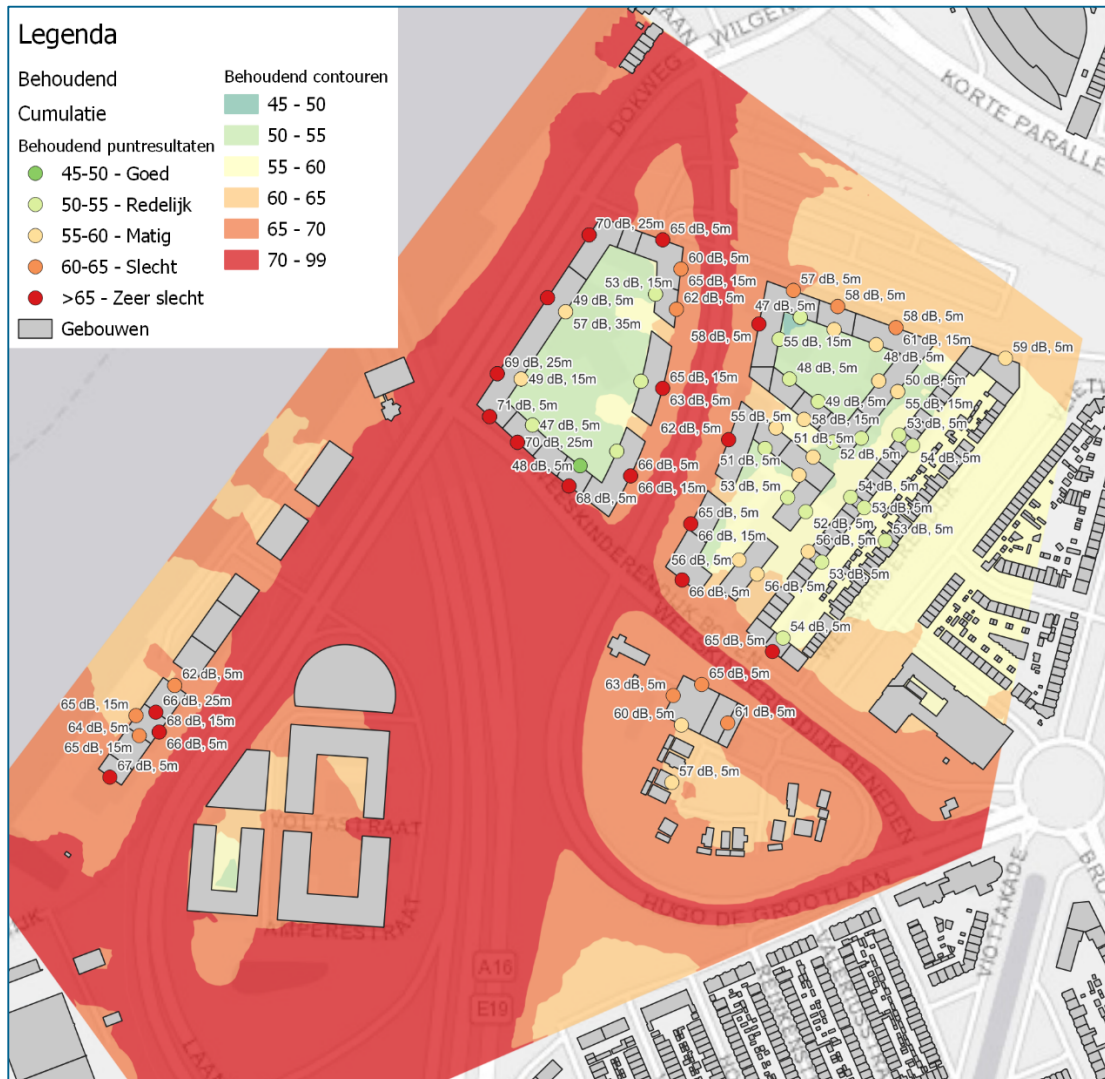 Legenda
Behoudend
Cumulatie
Behoudend puntresultaten
45-50 - Goed
50-55 - Redelijk
55-60 - Matig
60-65 - Slecht
>65 - Zeer slecht
Gebouwen
Behoudend contouren
45 - 50
50 - 55
55 - 60
60 - 65
65 - 70
70 - 99
LAAN
WILGEN
DOKWEG
KORTE PARALLE
70 dB, 25m
65 dB, 5m
60 dB, 5m
65 dB, 15m
53 dB, 15m
62 dB, 5m
49 dB, 5m
57 dB, 35m
57 dB, 5m
47 dB, 5m
58 dB, 5m
58 dB, 5m
58 dB, 5m
55 dB, 15m
61 dB, 15m
48 dB, 5m
59 dB, 5m
69 dB, 25m
49 dB, 15m
65 dB, 15m
63 dB, 5m
48 dB, 5m
50 dB, 5m
49 dB, 5m
55 dB, 15m
71 dB, 5m
47 dB, 5m
62 dB, 5m
55 dB, 5m
58 dB, 15m
53 dB, 5m
70 dB, 25m
51 dB, 5m
51 dB, 5m
52 dB, 5m
54 dB, 5m
48 dB, 5m
66 dB, 5m
66 dB, 15m
68 dB, 5m
53 dB, 5m
54 dB, 5m
53 dB, 5m
65 dB, 5m
66 dB, 15m
52 dB, 5m
53 dB, 5m
56 dB, 5m
56 dB, 5m
66 dB, 5m
56 dB, 5m
53 dB, 5m
54 dB, 5m
65 dB, 5m
WEESKINDERENDIJK BENEDEN
62 dB, 5m
65 dB, 15m
66 dB, 25m
64 dB, 5m
68 dB, 15m
65 dB, 15m
66 dB, 5m
67 dB, 5m
63 dB, 5m
65 dB, 5m
60 dB, 5m
61 dB, 5m
57 dB, 5m
VOLTASTRAAT
AMPERESTRAAT
HUGO DE GROOTLAAN
VIOTTAKADE
BRU
A16
E19
LAAN